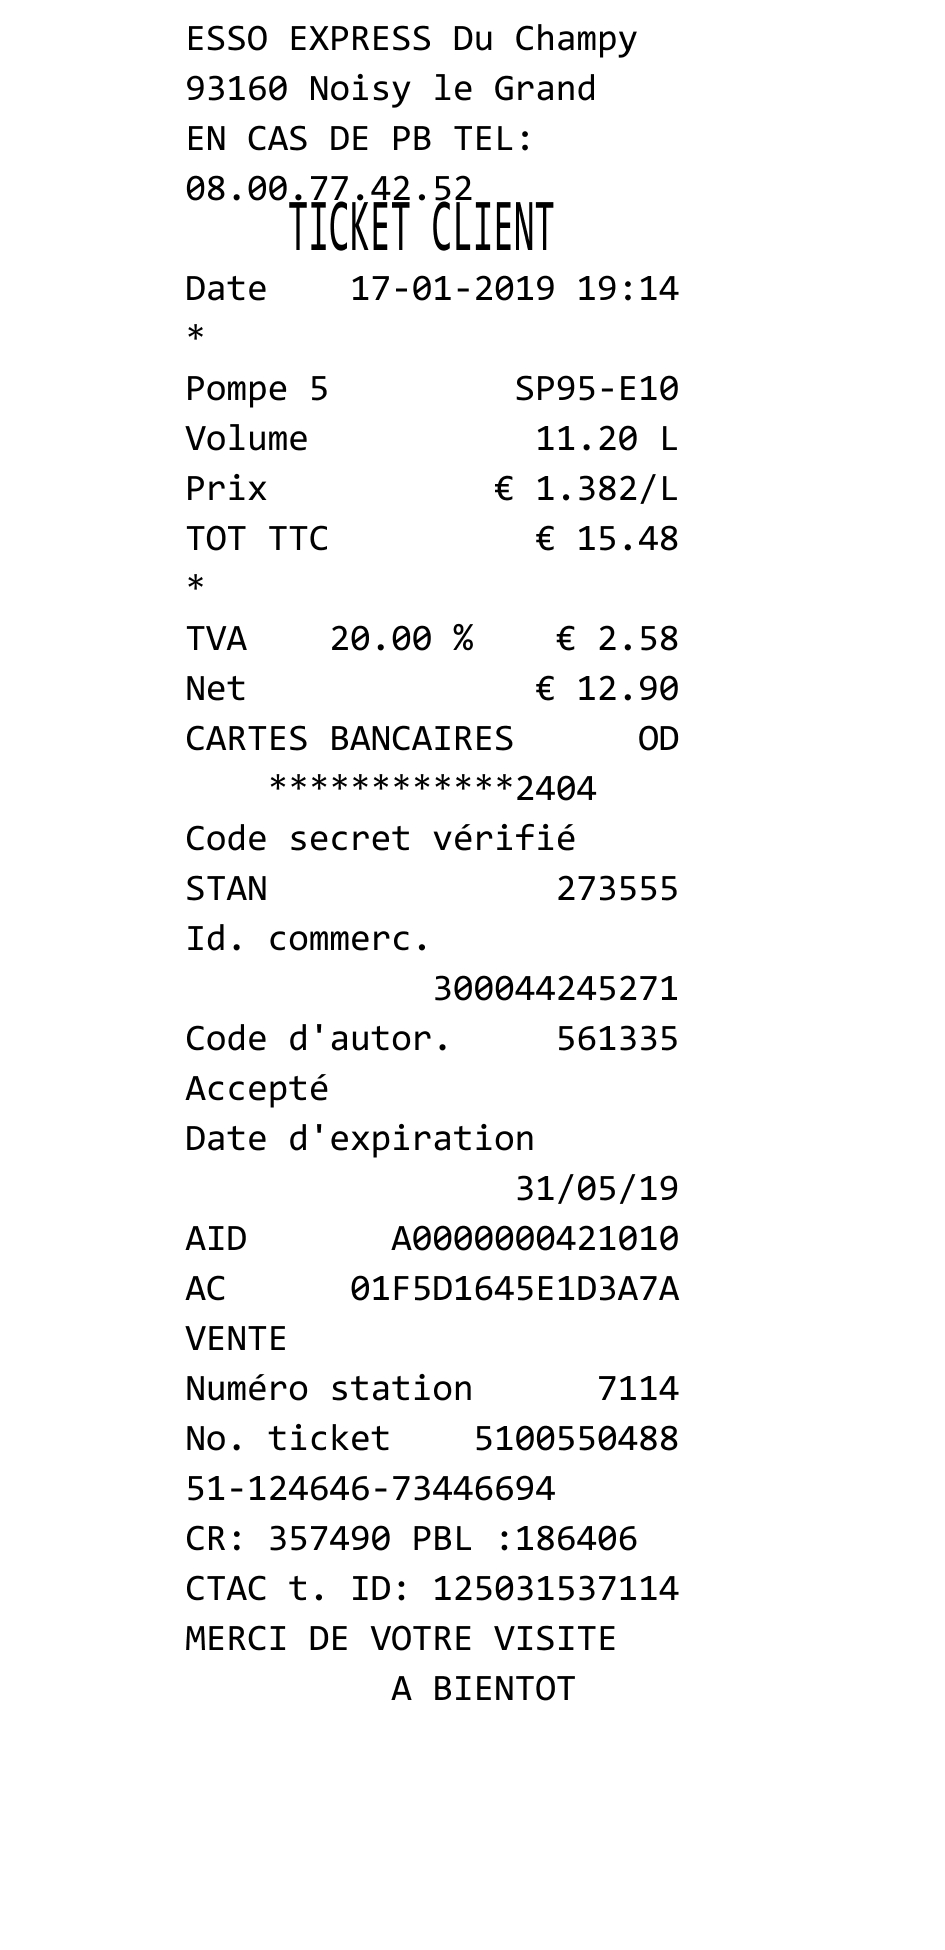 ESSO EXPRESS Du Champy
93160 Noisy le Grand
EN CAS DE PB TEL:
08.00.77.42.52
TICKET CLIENT
Date 17-01-2019 19:14
*
Pompe 5 SP95-E10
Volume 11.20 L
Prix € 1.382/L
TOT TTC € 15.48
*
TVA 20.00 % € 2.58
Net € 12.90
CARTES BANCAIRES OD
************2404
Code secret vérifié
STAN 273555
Id. commerc.
300044245271
Code d'autor. 561335
Accepté
Date d'expiration
31/05/19
AID A0000000421010
AC 01F5D1645E1D3A7A
VENTE
Numéro station 7114
No. ticket 5100550488
51-124646-73446694
CR: 357490 PBL :186406
CTAC t. ID: 125031537114
MERCI DE VOTRE VISITE
A BIENTOT